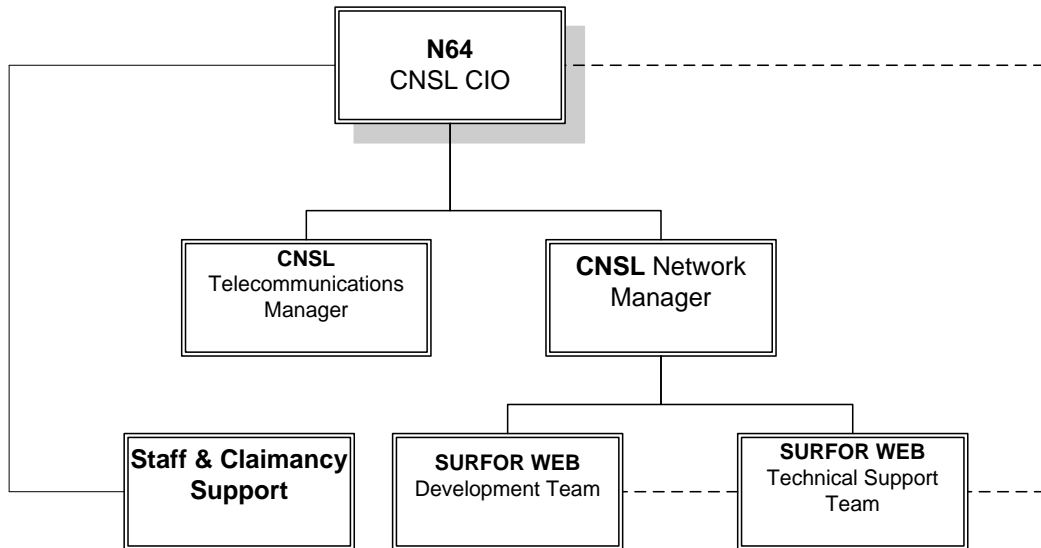 N64
CNSL CIO
CNSL
Telecommunications
Manager
CNSL Network
Manager
Staff & Claimancy
Support
SURFOR WEB
Development Team
SURFOR WEB
Technical Support
Team